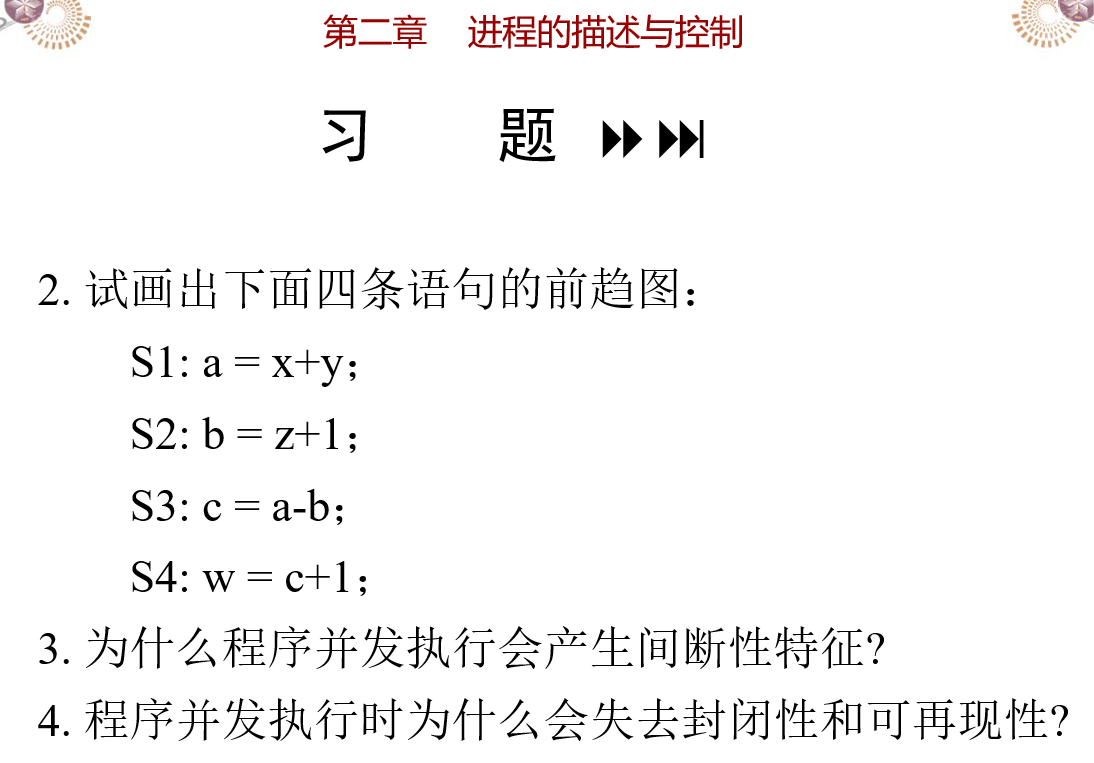 第二章 进程的描述与控制
习 题
2. 试画出下面四条语句的前趋图：
S1: a = x+y；
S2: b = z+1；
S3: c = a-b；
S4: w = c+1；
3. 为什么程序并发执行会产生间断性特征?
4. 程序并发执行时为什么会失去封闭性和可再现性?